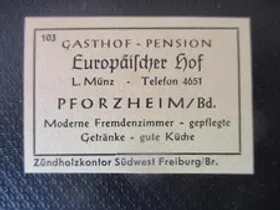 103
GASTHOF - PENSION
Europäischer Hof
L. Münz - Telefon 4651
PFORZHEIM/Bd.
Moderne Fremdenzimmer - gepflegte
Getränke - gute Küche
Zündholzkontor Südwest Freiburg/Br.